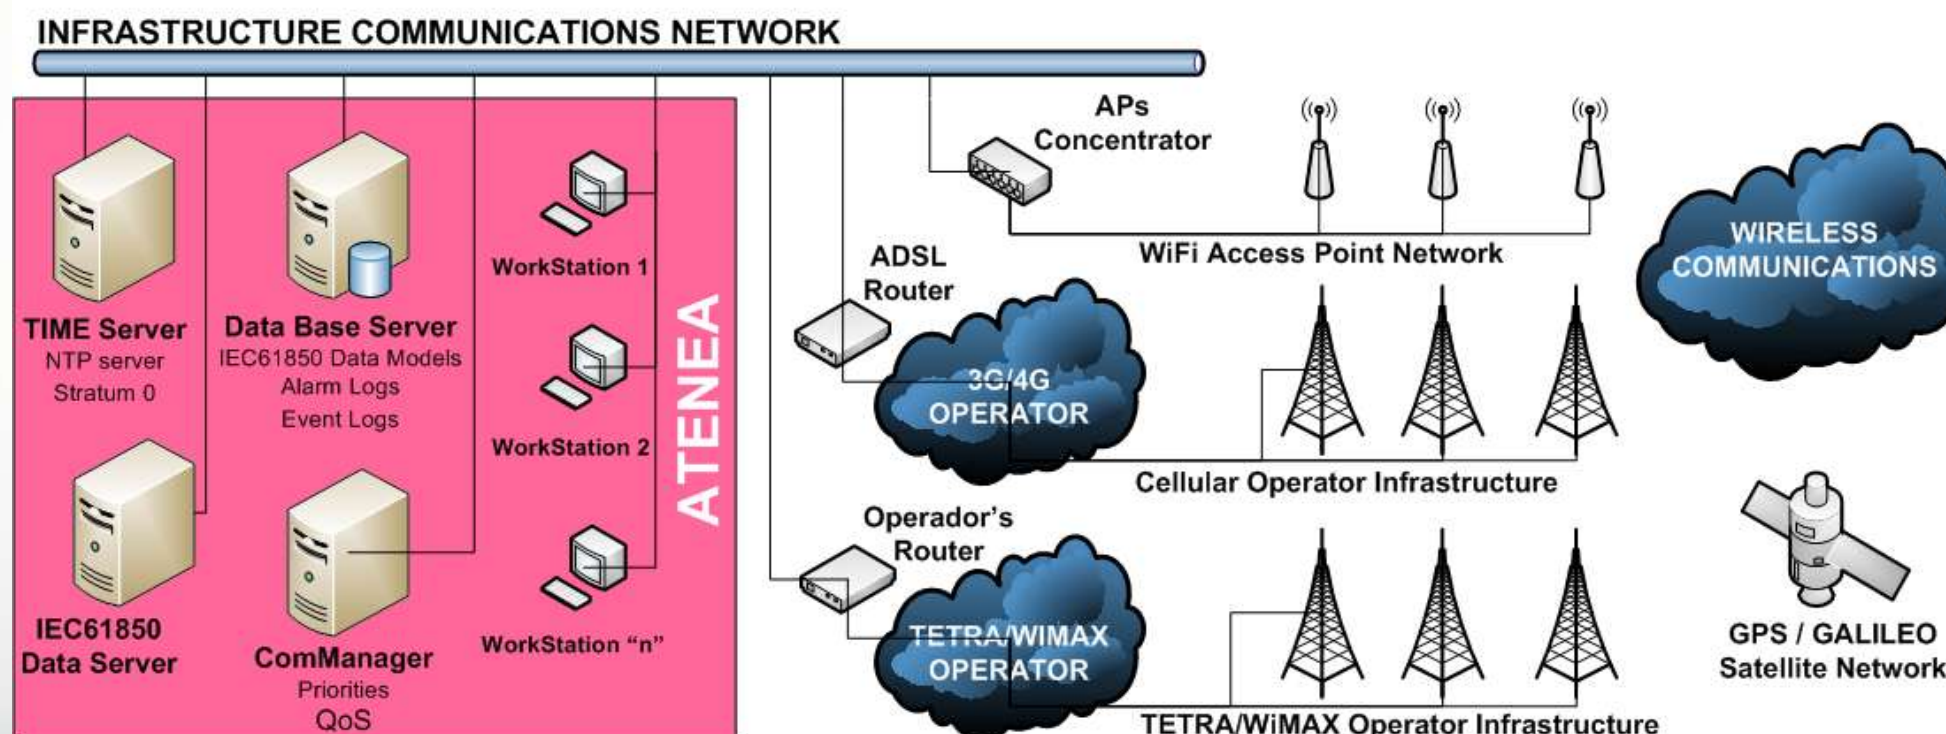 INFRASTRUCTURE COMMUNICATIONS NETWORK
TIME Server
NTP server
Stratum 0
Data Base Server
IEC61850 Data Models
Alarm Logs
Event Logs
IEC61850
Data Server
ComManager
Priorities
QoS
WorkStation 1
WorkStation 2
WorkStation “n”
ATENEA
APs
Concentrator
WiFi Access Point Network
ADSL
Router
3G/4G
OPERATOR
Cellular Operator Infrastructure
Operador's
Router
TETRA/WIMAX
OPERATOR
TETRA/WiMAX Operator Infrastructure
WIRELESS
COMMUNICATIONS
GPS / GALILEO
Satellite Network